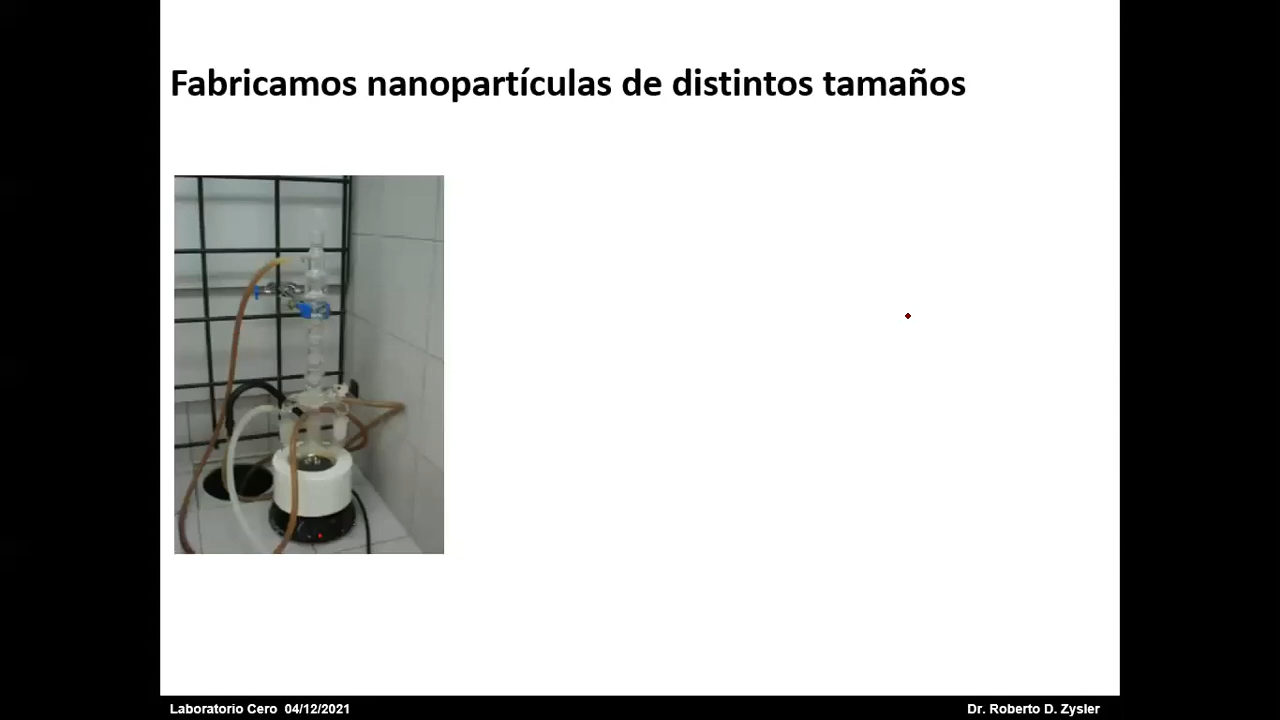 Fabricamos nanopartículas de distintos tamaños
Laboratorio Cero 04/12/2021
Dr. Roberto D. Zysler